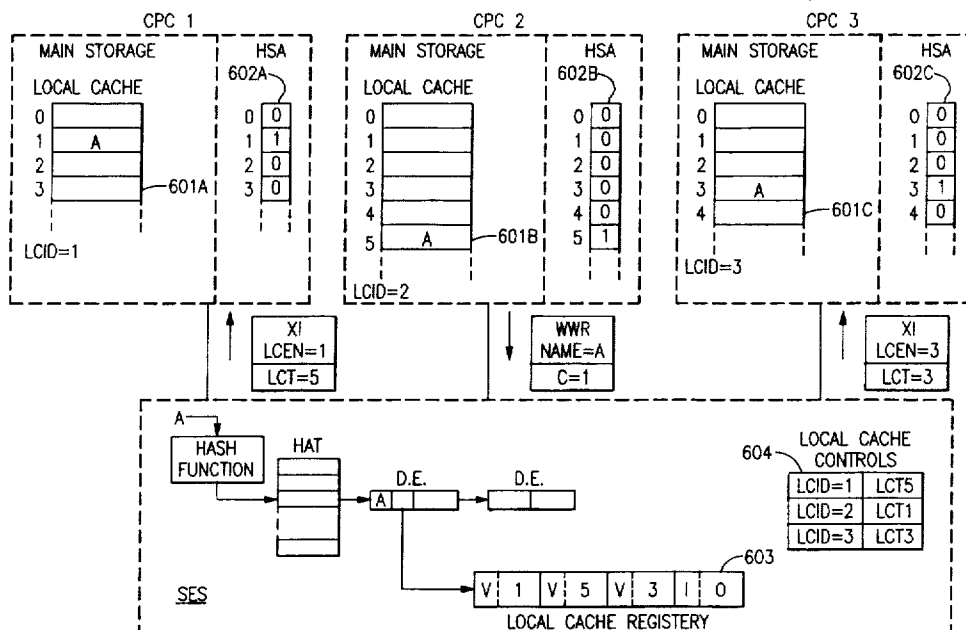 CPC 1 CPC 2 CPC 3
MAIN STORAGE HSA MAIN STORAGE HSA MAIN STORAGE HSA
602A 602B 602C
LOCAL CACHE LOCAL CACHE LOCAL CACHE
0 0 0 0 0 0 0 0 0
1 A 1 1 1 1 0 1 1 0
2 2 0 2 2 0 2 2 0
3 601A 3 0 3 3 0 3 A 3 1
4 4 0 4 601C 4 0
5 A 601B 5 1
LCID=1 LCID=2 LCID=3
XI WWR XI
LCEN=1 NAME=A LCEN=3
LCT=5 C=1 LCT=3
A
HASH
FUNCTION
HAT
D.E. D.E.
A
LOCAL CACHE
CONTROLS
604
LCID=1 LCT5
LCID=2 LCT1
LCID=3 LCT3
603
V 1 V 5 V 3 I 0
SES
LOCAL CACHE REGISTERY